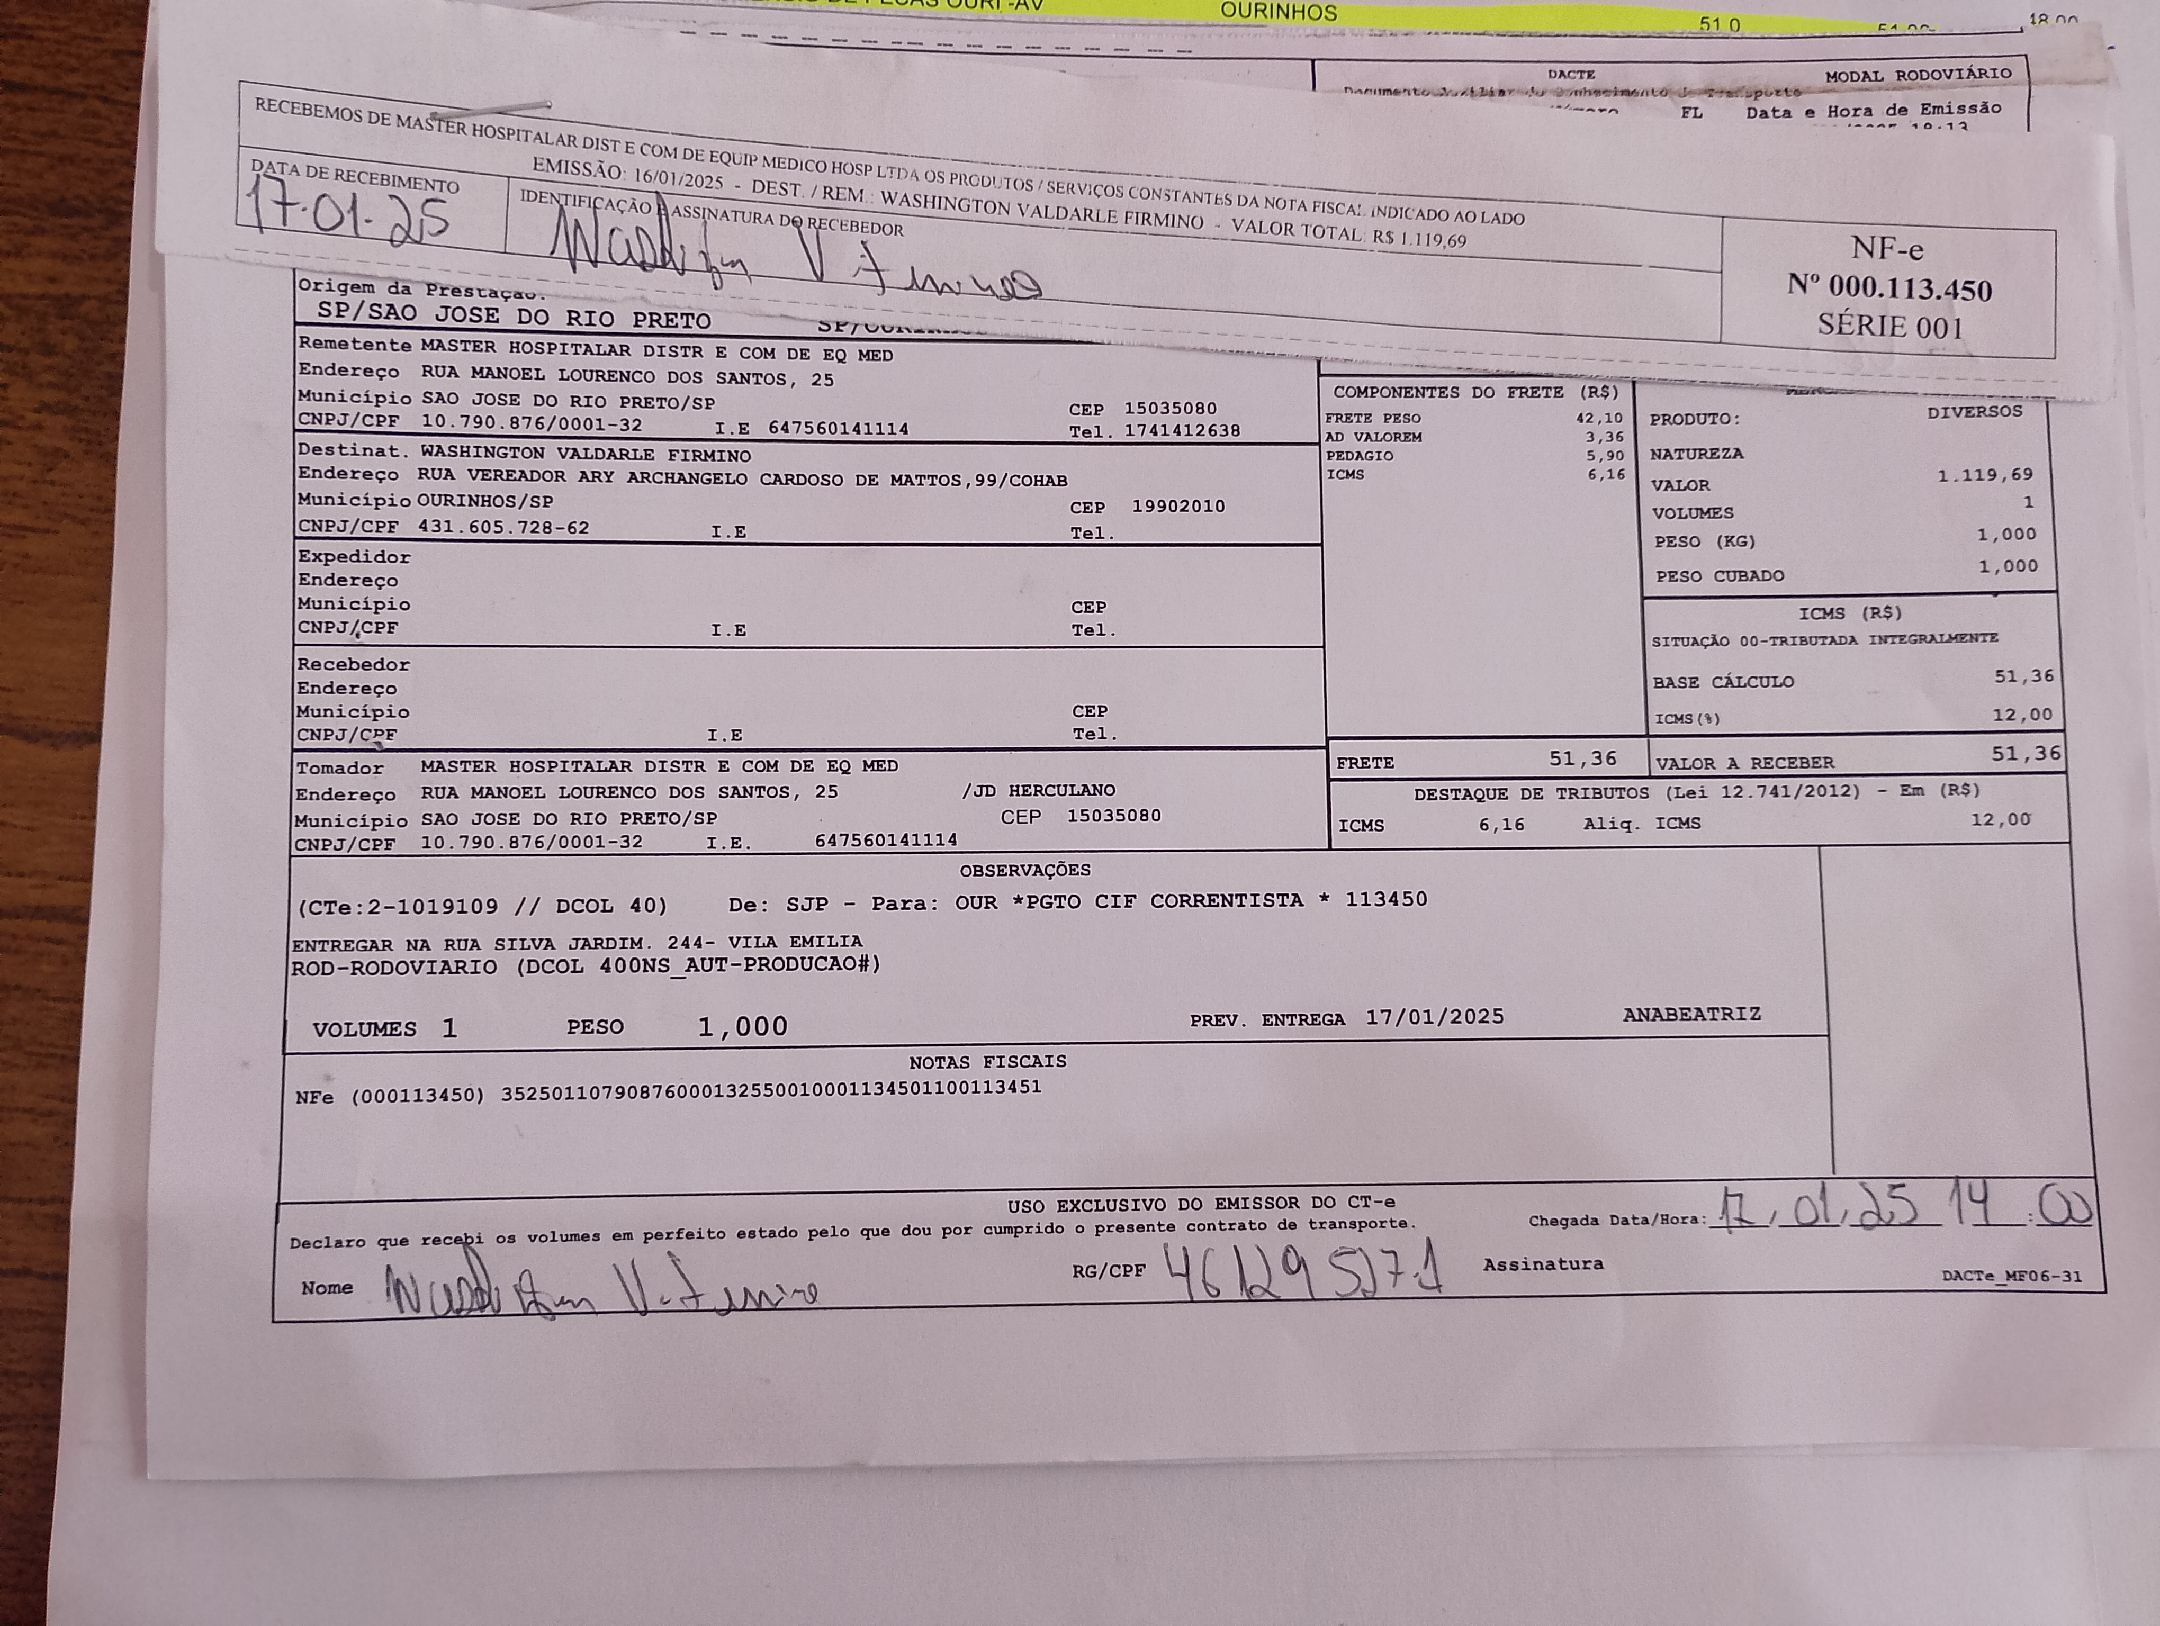 OURINHOS
51 0
DACTE MODAL RODOVIÁRIO
FL Data e Hora de Emissão
RECEBEMOS DE MASTER HOSPITALAR DIST E COM DE EQUIP MEDICO HOSP LTDA OS PRODUTOS / SERVIÇOS CONSTANTES DA NOTA FISCAL INDICADO AO LADO
EMISSÃO: 16/01/2025 - DEST. / REM.: WASHINGTON VALDARLE FIRMINO - VALOR TOTAL: R$ 1.119,69
DATA DE RECEBIMENTO
17.01.25
IDENTIFICAÇÃO E ASSINATURA DO RECEBEDOR
NF-e
Nº 000.113.450
SÉRIE 001
Origem da Prestação.
SP/SAO JOSE DO RIO PRETO
Remetente MASTER HOSPITALAR DISTR E COM DE EQ MED
Endereço RUA MANOEL LOURENCO DOS SANTOS, 25
Município SAO JOSE DO RIO PRETO/SP CEP 15035080
CNPJ/CPF 10.790.876/0001-32 I.E 647560141114 Tel. 1741412638
Destinat. WASHINGTON VALDARLE FIRMINO
Endereço RUA VEREADOR ARY ARCHANGELO CARDOSO DE MATTOS,99/COHAB
Município OURINHOS/SP CEP 19902010
CNPJ/CPF 431.605.728-62 I.E Tel.
Expedidor
Endereço
Município CEP
CNPJ/CPF I.E Tel.
Recebedor
Endereço
Município CEP
CNPJ/CPF I.E Tel.
Tomador MASTER HOSPITALAR DISTR E COM DE EQ MED
Endereço RUA MANOEL LOURENCO DOS SANTOS, 25 /JD HERCULANO
Município SAO JOSE DO RIO PRETO/SP CEP 15035080
CNPJ/CPF 10.790.876/0001-32 I.E. 647560141114
COMPONENTES DO FRETE (R$)
FRETE PESO 42,10
AD VALOREM 3,36
PEDAGIO 5,90
ICMS 6,16
PRODUTO: DIVERSOS
NATUREZA
VALOR 1.119,69
VOLUMES 1
PESO (KG) 1,000
PESO CUBADO 1,000
ICMS (R$)
SITUAÇÃO 00-TRIBUTADA INTEGRALMENTE
BASE CÁLCULO 51,36
ICMS(%) 12,00
FRETE 51,36 VALOR A RECEBER 51,36
DESTAQUE DE TRIBUTOS (Lei 12.741/2012) - Em (R$)
ICMS 6,16 Aliq. ICMS 12,00
OBSERVAÇÕES
(CTe:2-1019109 // DCOL 40) De: SJP - Para: OUR *PGTO CIF CORRENTISTA * 113450
ENTREGAR NA RUA SILVA JARDIM. 244- VILA EMILIA
ROD-RODOVIARIO (DCOL 400NS_AUT-PRODUCAO#)
VOLUMES 1 PESO 1,000 PREV. ENTREGA 17/01/2025 ANABEATRIZ
NOTAS FISCAIS
NFe (000113450) 35250110790876000132550010001134501100113451
USO EXCLUSIVO DO EMISSOR DO CT-e
Declaro que recebi os volumes em perfeito estado pelo que dou por cumprido o presente contrato de transporte. Chegada Data/Hora: 17/01/25 14:00
Nome RG/CPF Assinatura
DACTe_MF06-31